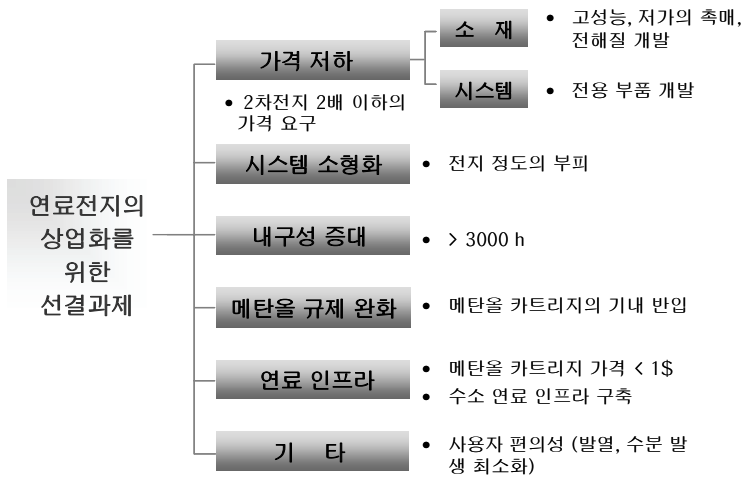 연료전지의
상업화를
위한
선결과제
가격 저하
• 2차전지 2배 이하의
가격 요구
소 재
• 고성능, 저가의 촉매,
전해질 개발
시스템
• 전용 부품 개발
시스템 소형화
• 전지 정도의 부피
내구성 증대
• > 3000 h
메탄올 규제 완화
• 메탄올 카트리지의 기내 반입
연료 인프라
• 메탄올 카트리지 가격 < 1$
• 수소 연료 인프라 구축
기 타
• 사용자 편의성 (발열, 수분 발
생 최소화)